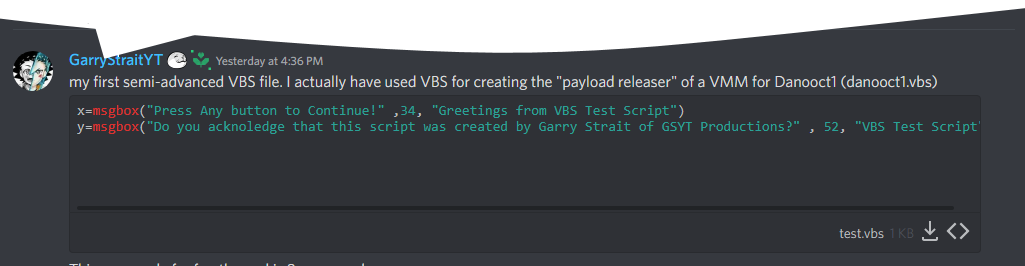 GarryStraitYT Yesterday at 4:36 PM
my first semi-advanced VBS file. I actually have used VBS for creating the "payload releaser" of a VMM for Danooct1 (danooct1.vbs)
x=msgbox("Press Any button to Continue!" ,34, "Greetings from VBS Test Script")
y=msgbox("Do you acknoledge that this script was created by Garry Strait of GSYT Productions?" , 52, "VBS Test Script"
test.vbs 1 KB